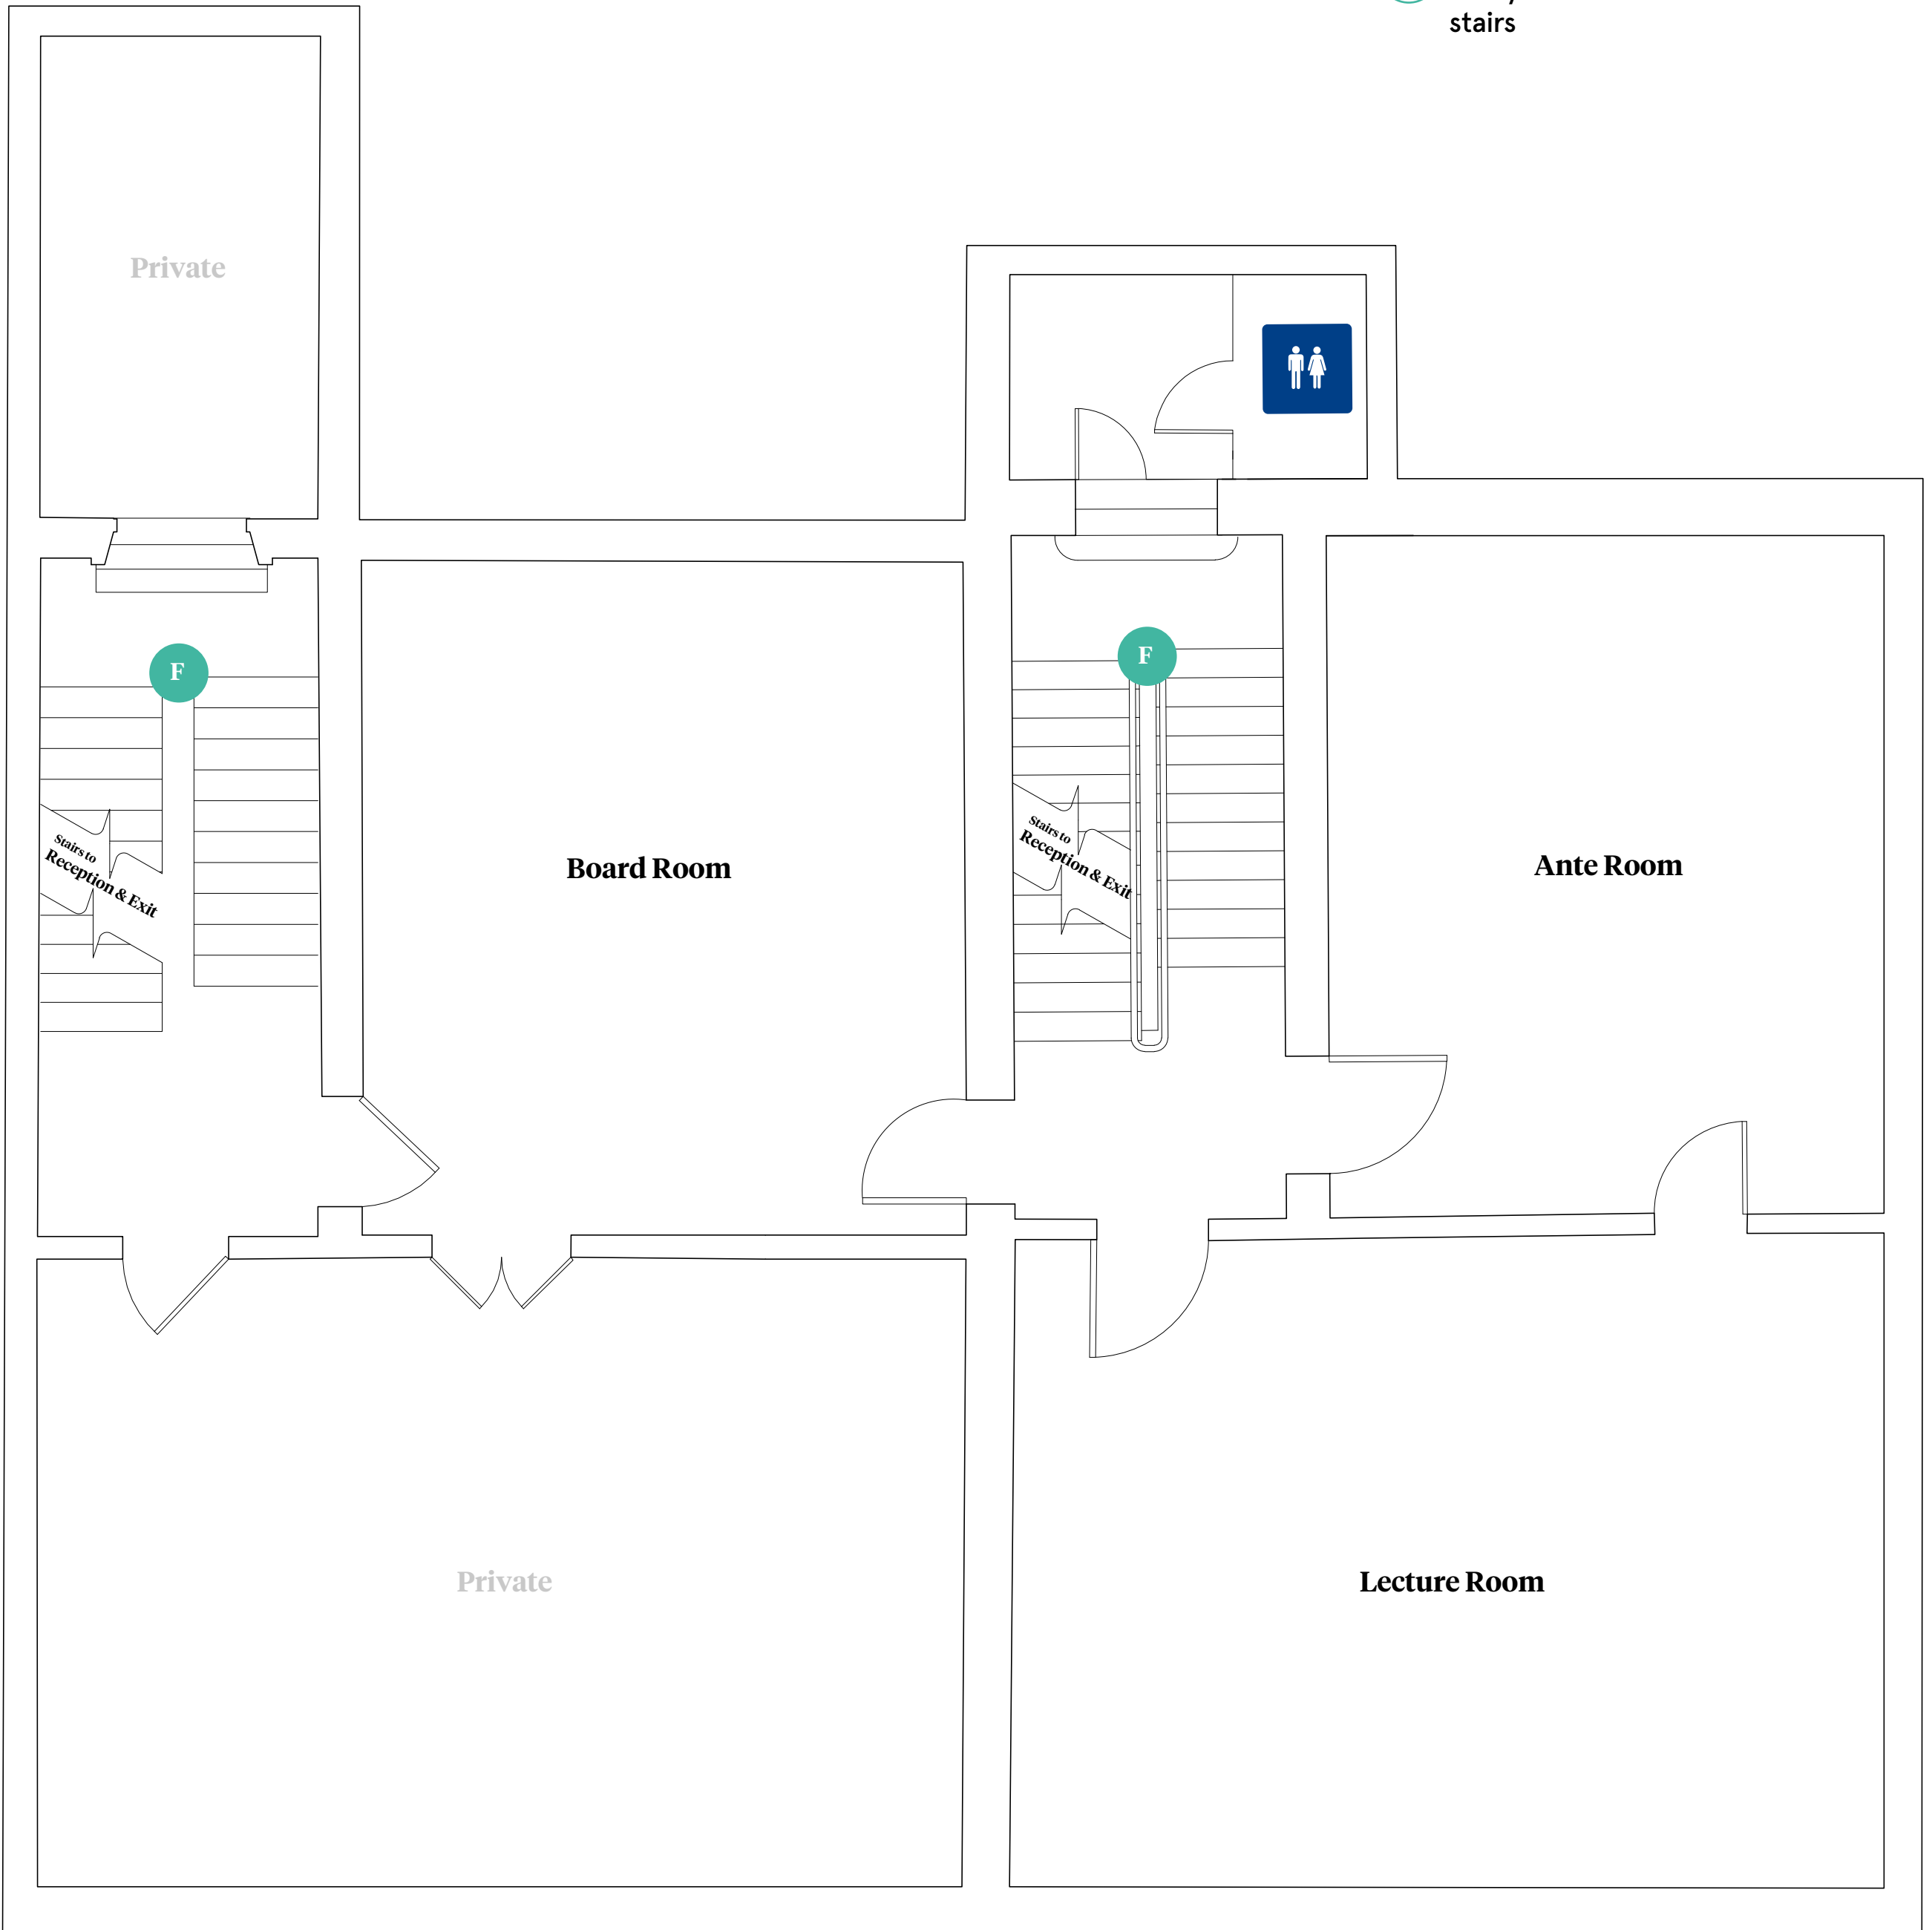 stairs
Private
F
F
Stairs to
Reception & Exit
Stairs to
Reception & Exit
Board Room
Ante Room
Private
Lecture Room